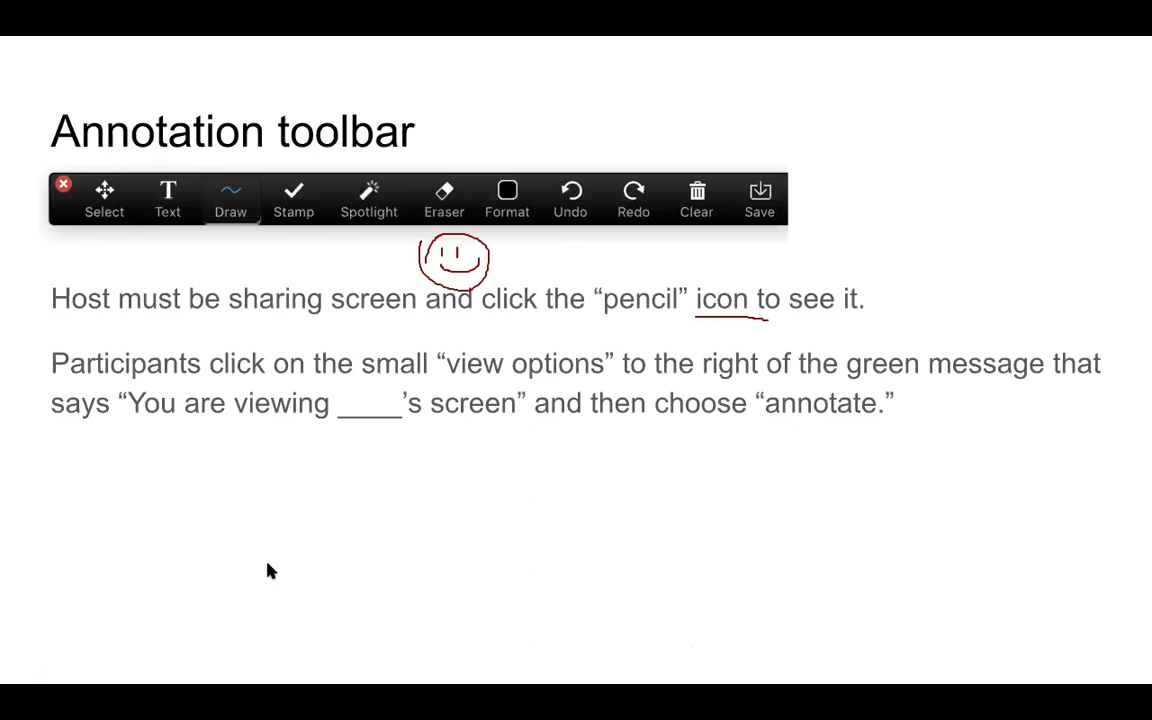 Annotation toolbar
Select Text Draw Stamp Spotlight Eraser Format Undo Redo Clear Save
Host must be sharing screen and click the “pencil” icon to see it.
Participants click on the small “view options” to the right of the green message that
says “You are viewing ____’s screen” and then choose “annotate.”